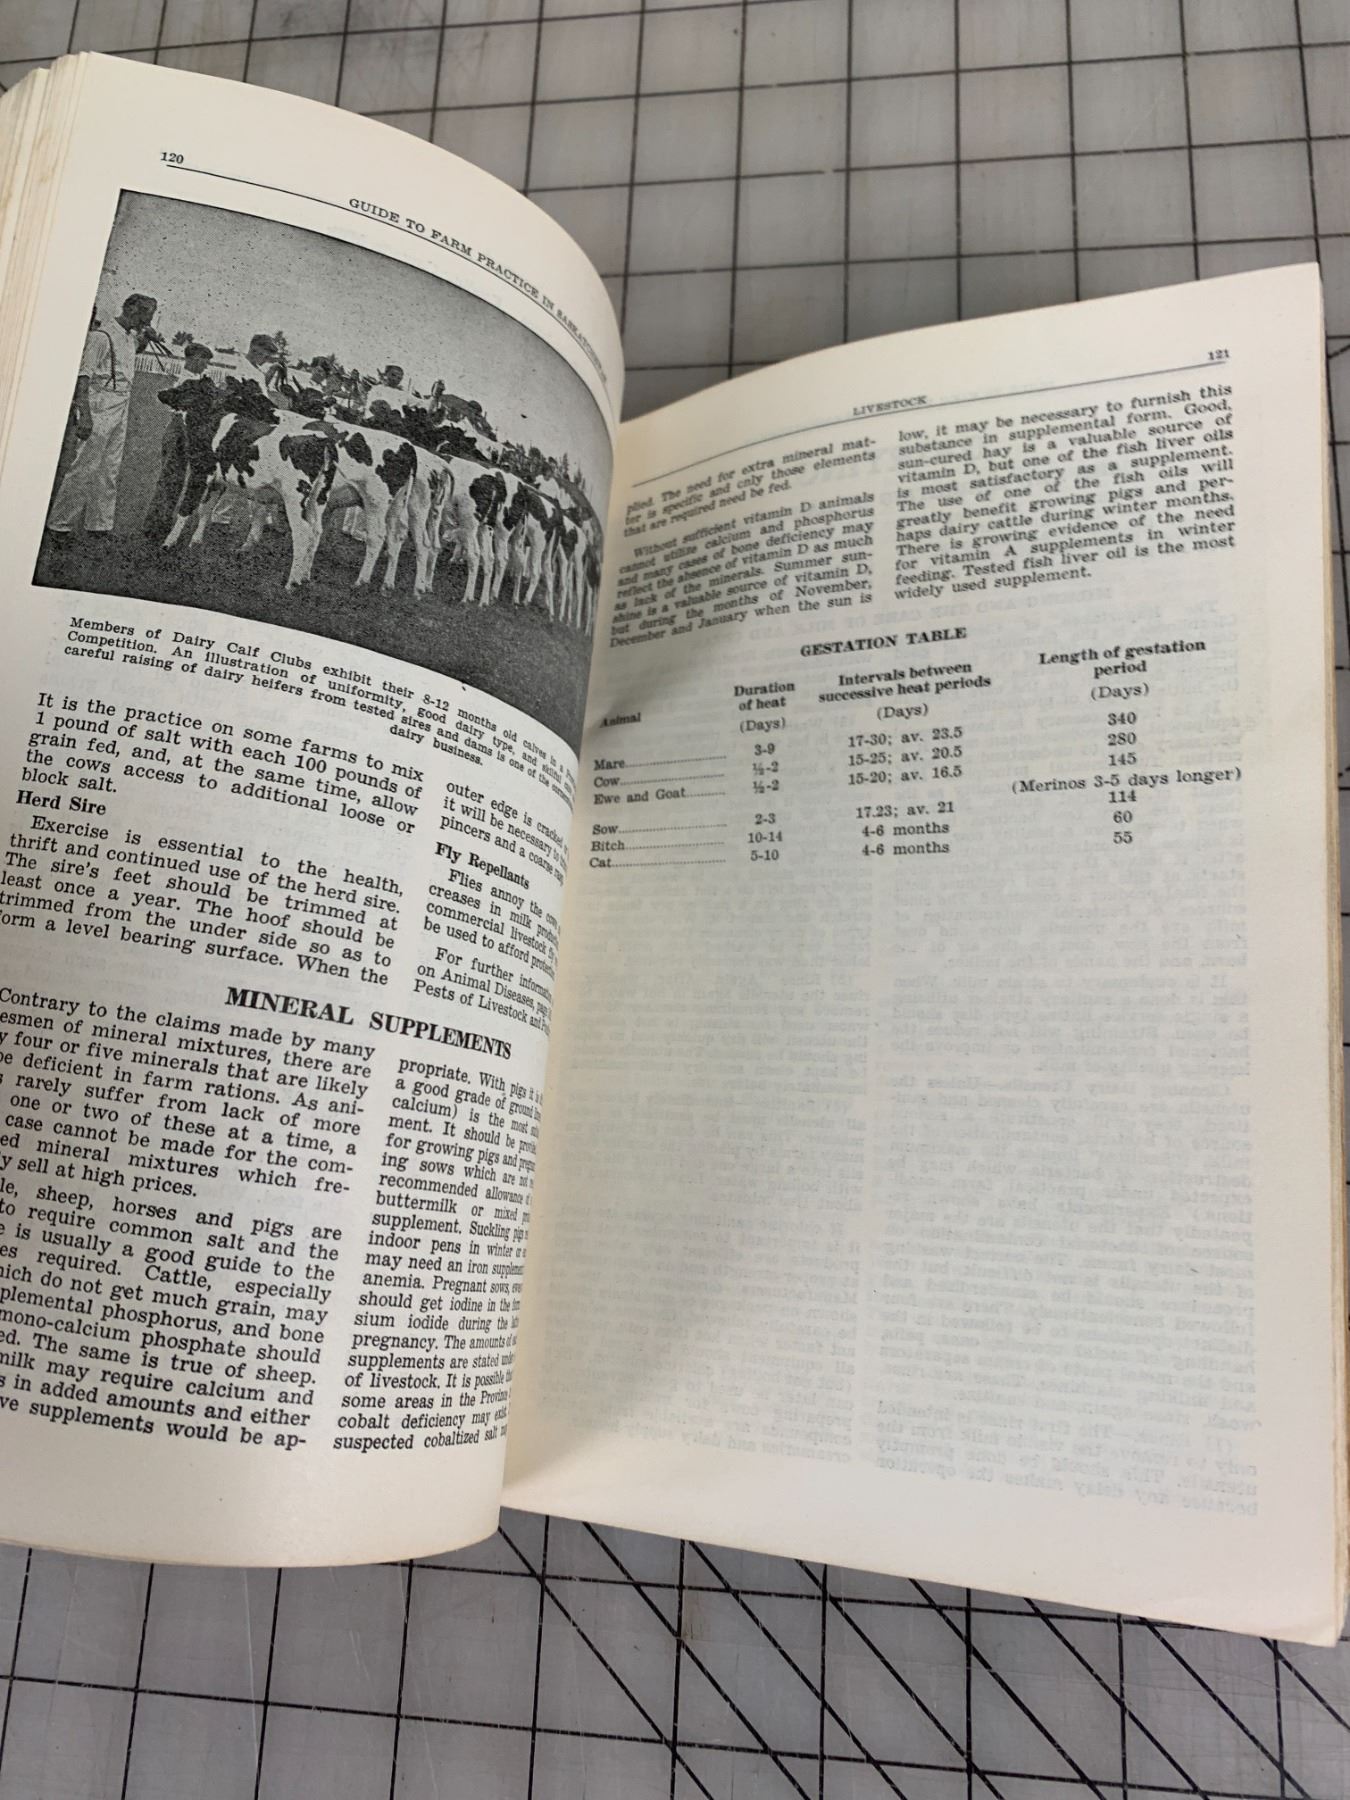 120
GUIDE TO FARM PRACTICE IN SASKATCHEWAN
Members of Dairy Calf Clubs exhibit their 8-12 months old calves in a
Competition. An illustration of uniformity, good dairy type, and skilful
careful raising of dairy heifers from tested sires and dams is one of the
dairy business.
It is the practice on some farms to mix
1 pound of salt with each 100 pounds of
grain fed, and, at the same time, allow
the cows access to additional loose or
block salt.
Herd Sire
Exercise is essential to the health,
thrift and continued use of the herd sire.
The sire's feet should be trimmed at
least once a year. The hoof should be
trimmed from the under side so as to
form a level bearing surface. When the
outer edge is cracked
it will be necessary to
pincers and a coarse
Fly Repellants
Flies annoy the cows
creases in milk
commercial livestock
be used to afford
For further
on Animal Diseases, page
Pests of Livestock and
MINERAL SUPPLEMENTS
Contrary to the claims made by many
esmen of mineral mixtures, there are
y four or five minerals that are likely
be deficient in farm rations. As ani-
s rarely suffer from lack of more
one or two of these at a time, a
case cannot be made for the com-
ed mineral mixtures which fre-
ly sell at high prices.
le, sheep, horses and pigs are
to require common salt and the
e is usually a good guide to the
es required. Cattle, especially
hich do not get much grain, may
plemental phosphorus, and bone
mono-calcium phosphate should
ed. The same is true of sheep.
milk may require calcium and
s in added amounts and either
ve supplements would be ap-
propriate. With pigs it is
a good grade of ground
calcium) is the most
ment. It should be
for growing pigs and
ing sows which are not
recommended allowance
buttermilk or mixed
supplement. Suckling pigs
indoor pens in winter or
may need an iron
anemia. Pregnant sows,
should get iodine in the
sium iodide during the
pregnancy. The amounts of
supplements are stated
of livestock. It is possible
some areas in the Province
cobalt deficiency may
suspected cobaltized salt
LIVESTOCK
121
plied. The need for extra mineral mat-
ter is specific and only those elements
that are required need be fed.
Without sufficient vitamin D animals
cannot utilize calcium and phosphorus
and many cases of bone deficiency may
reflect the absence of vitamin D as much
as lack of the minerals. Summer sun-
shine is a valuable source of vitamin D,
but during the months of November,
December and January when the sun is
low, it may be necessary to furnish this
substance in supplemental form. Good,
sun-cured hay is a valuable source of
vitamin D, but one of the fish liver oils
is most satisfactory as a supplement.
The use of one of the fish oils will
greatly benefit growing pigs and per-
haps dairy cattle during winter months.
There is growing evidence of the need
for vitamin A supplements in winter
feeding. Tested fish liver oil is the most
widely used supplement.
GESTATION TABLE
Animal Duration of heat Intervals between successive heat periods Length of gestation period
(Days) (Days) (Days)
Mare 3-9 17-30; av. 23.5 340
Cow ½-2 15-25; av. 20.5 280
Ewe and Goat ½-2 15-20; av. 16.5 145
(Merinos 3-5 days longer)
Sow 2-3 17.23; av. 21 114
Bitch 10-14 4-6 months 60
Cat 5-10 4-6 months 55